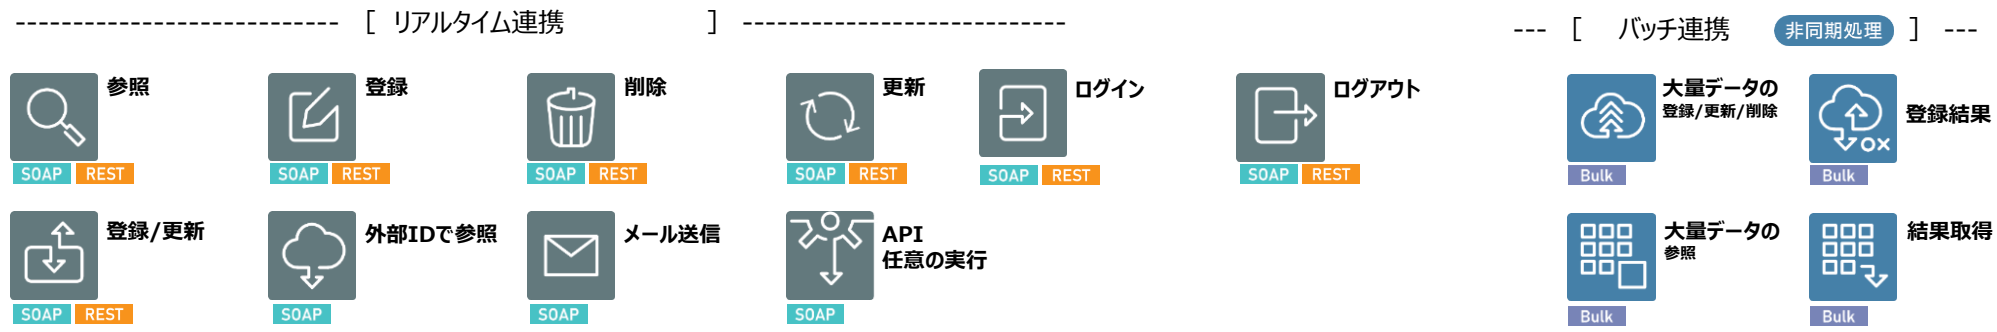 ---------------------------- [ リアルタイム連携 ] ----------------------------
--- [ バッチ連携 非同期処理 ] ---
参照
SOAP REST
登録
SOAP REST
削除
SOAP REST
更新
SOAP REST
ログイン
SOAP REST
ログアウト
SOAP REST
大量データの
登録/更新/削除
Bulk
OX
登録結果
Bulk
登録/更新
SOAP REST
外部IDで参照
SOAP
メール送信
SOAP
API
任意の実行
SOAP
大量データの
参照
Bulk
結果取得
Bulk